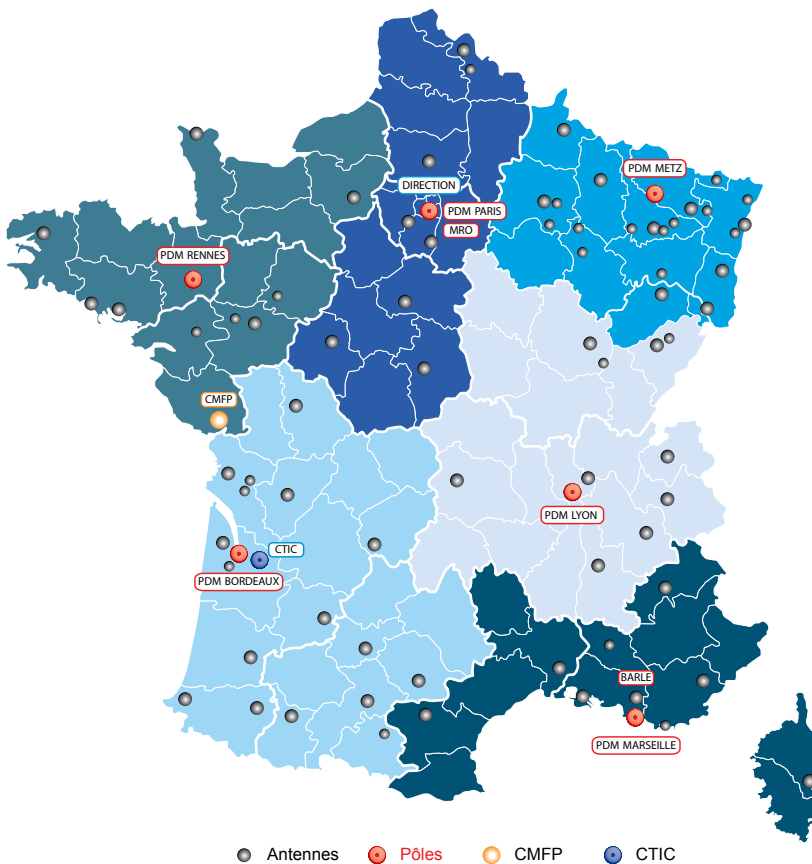 PDM METZ
DIRECTION
PDM PARIS
MRO
PDM RENNES
CMFP
PDM LYON
CTIC
PDM BORDEAUX
BARLE
PDM MARSEILLE
Antennes
Pôles
CMFP
CTIC